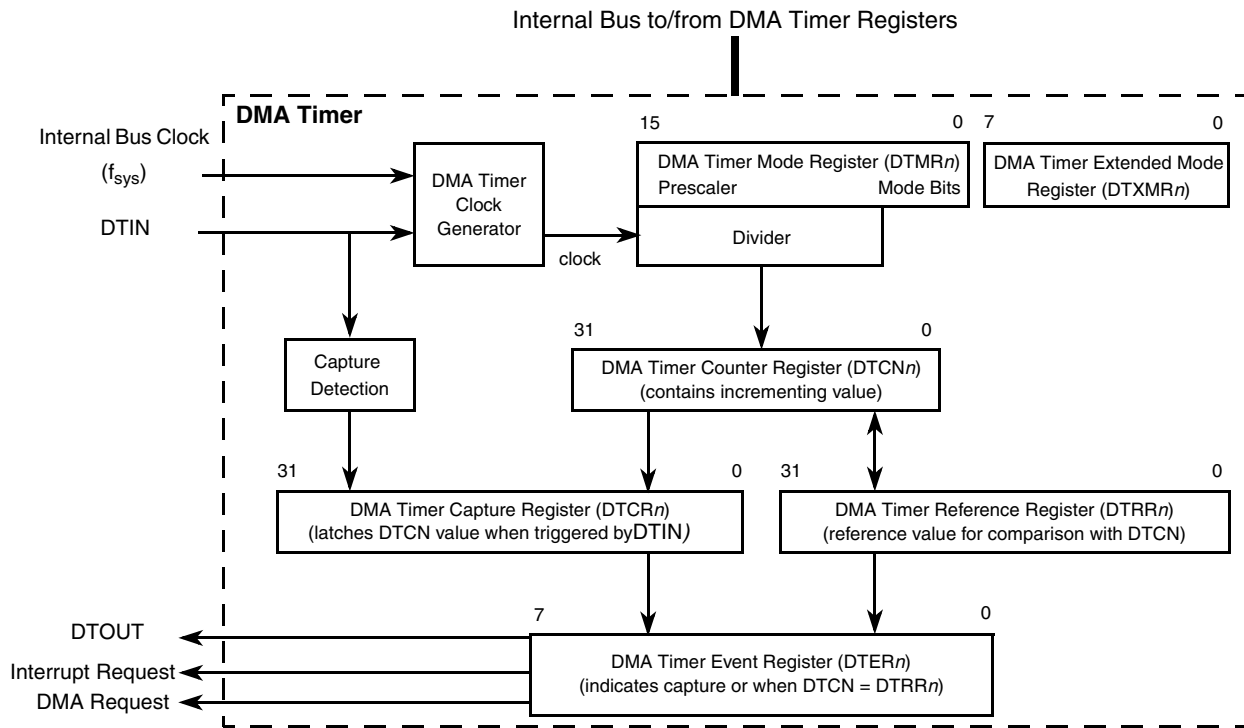 Internal Bus to/from DMA Timer Registers
DMA Timer
Internal Bus Clock
(fsys)
DTIN
DMA Timer
Clock
Generator
clock
15 0
DMA Timer Mode Register (DTMRn)
Prescaler Mode Bits
Divider
7 0
DMA Timer Extended Mode
Register (DTXMRn)
31 0
DMA Timer Counter Register (DTCNn)
(contains incrementing value)
Capture
Detection
31 0
DMA Timer Capture Register (DTCRn)
(latches DTCN value when triggered byDTIN)
31 0
DMA Timer Reference Register (DTRRn)
(reference value for comparison with DTCN)
7 0
DMA Timer Event Register (DTERn)
(indicates capture or when DTCN = DTRRn)
DTOUT
Interrupt Request
DMA Request